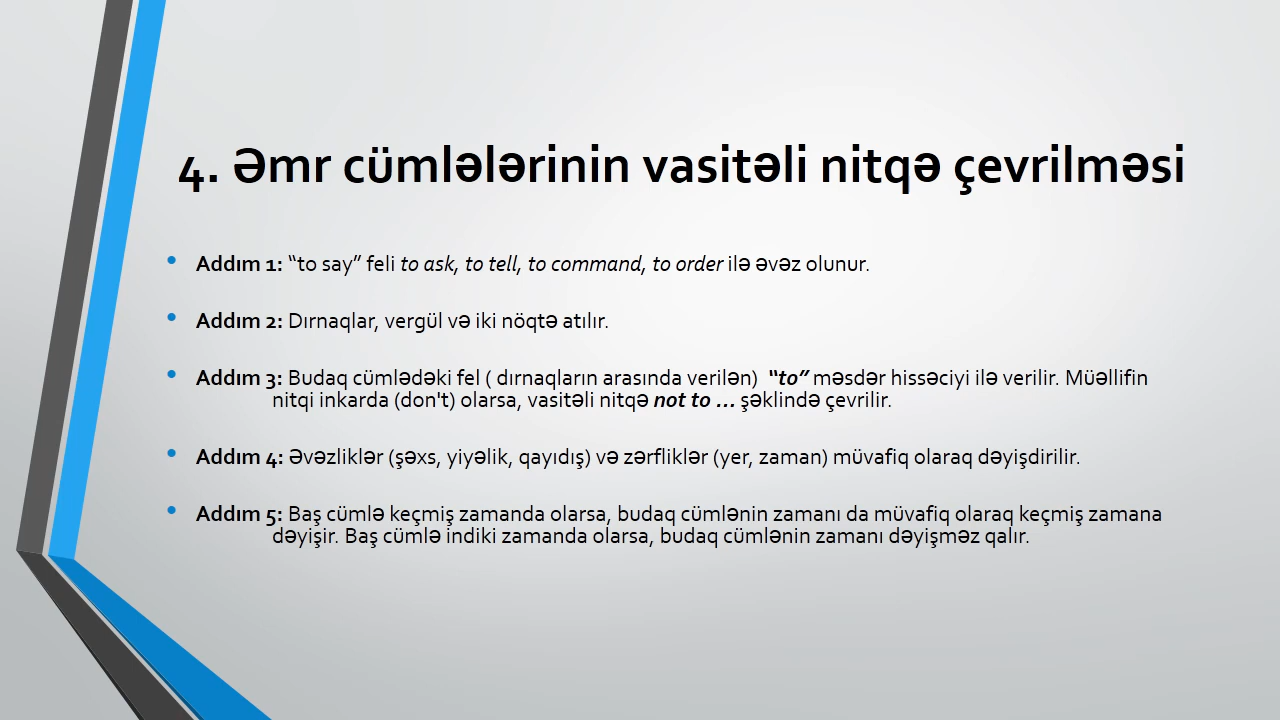 4. Əmr cümlələrinin vasitəli nitqə çevrilməsi
• Addım 1: “to say” feli to ask, to tell, to command, to order ilə əvəz olunur.
• Addım 2: Dırnaqlar, vergül və iki nöqtə atılır.
• Addım 3: Budaq cümlədəki fel ( dırnaqların arasında verilən) “to” məsdər hissəciyi ilə verilir. Müəllifin
nitqi inkarda (don't) olarsa, vasitəli nitqə not to ... şəklində çevrilir.
• Addım 4: Əvəzliklər (şəxs, yiyəlik, qayıdış) və zərfliklər (yer, zaman) müvafiq olaraq dəyişdirilir.
• Addım 5: Baş cümlə keçmiş zamanda olarsa, budaq cümlənin zamanı da müvafiq olaraq keçmiş zamana
dəyişir. Baş cümlə indiki zamanda olarsa, budaq cümlənin zamanı dəyişməz qalır.